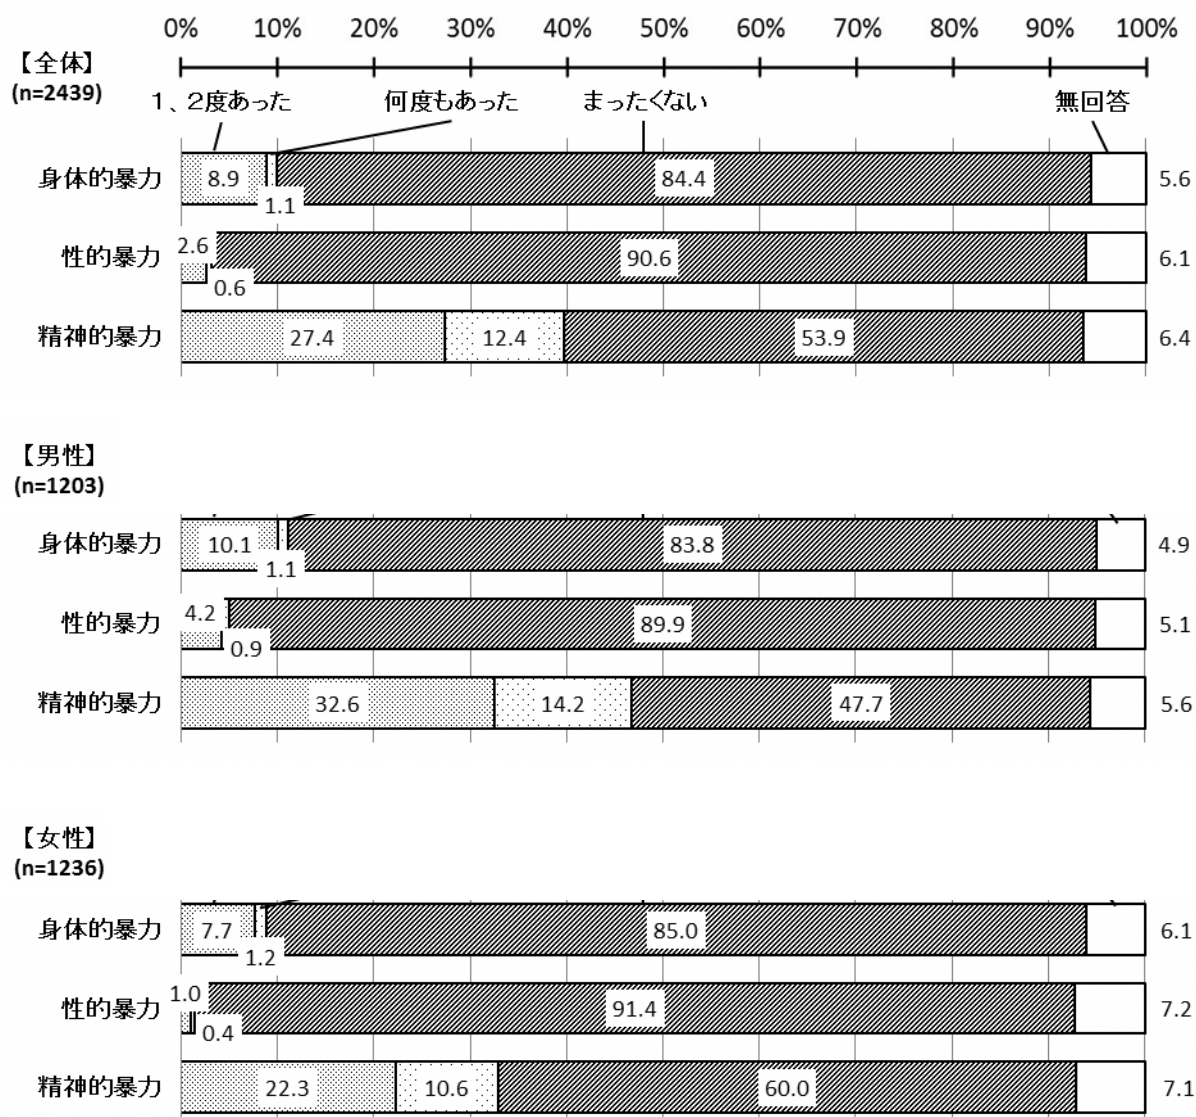 0% 10% 20% 30% 40% 50% 60% 70% 80% 90% 100%
【全体】
(n=2439)
1、2度あった 何度もあった まったくない 無回答
身体的暴力 8.9 1.1 84.4 5.6
性的暴力 2.6 0.6 90.6 6.1
精神的暴力 27.4 12.4 53.9 6.4
【男性】
(n=1203)
身体的暴力 10.1 1.1 83.8 4.9
性的暴力 4.2 0.9 89.9 5.1
精神的暴力 32.6 14.2 47.7 5.6
【女性】
(n=1236)
身体的暴力 7.7 1.2 85.0 6.1
性的暴力 1.0 0.4 91.4 7.2
精神的暴力 22.3 10.6 60.0 7.1